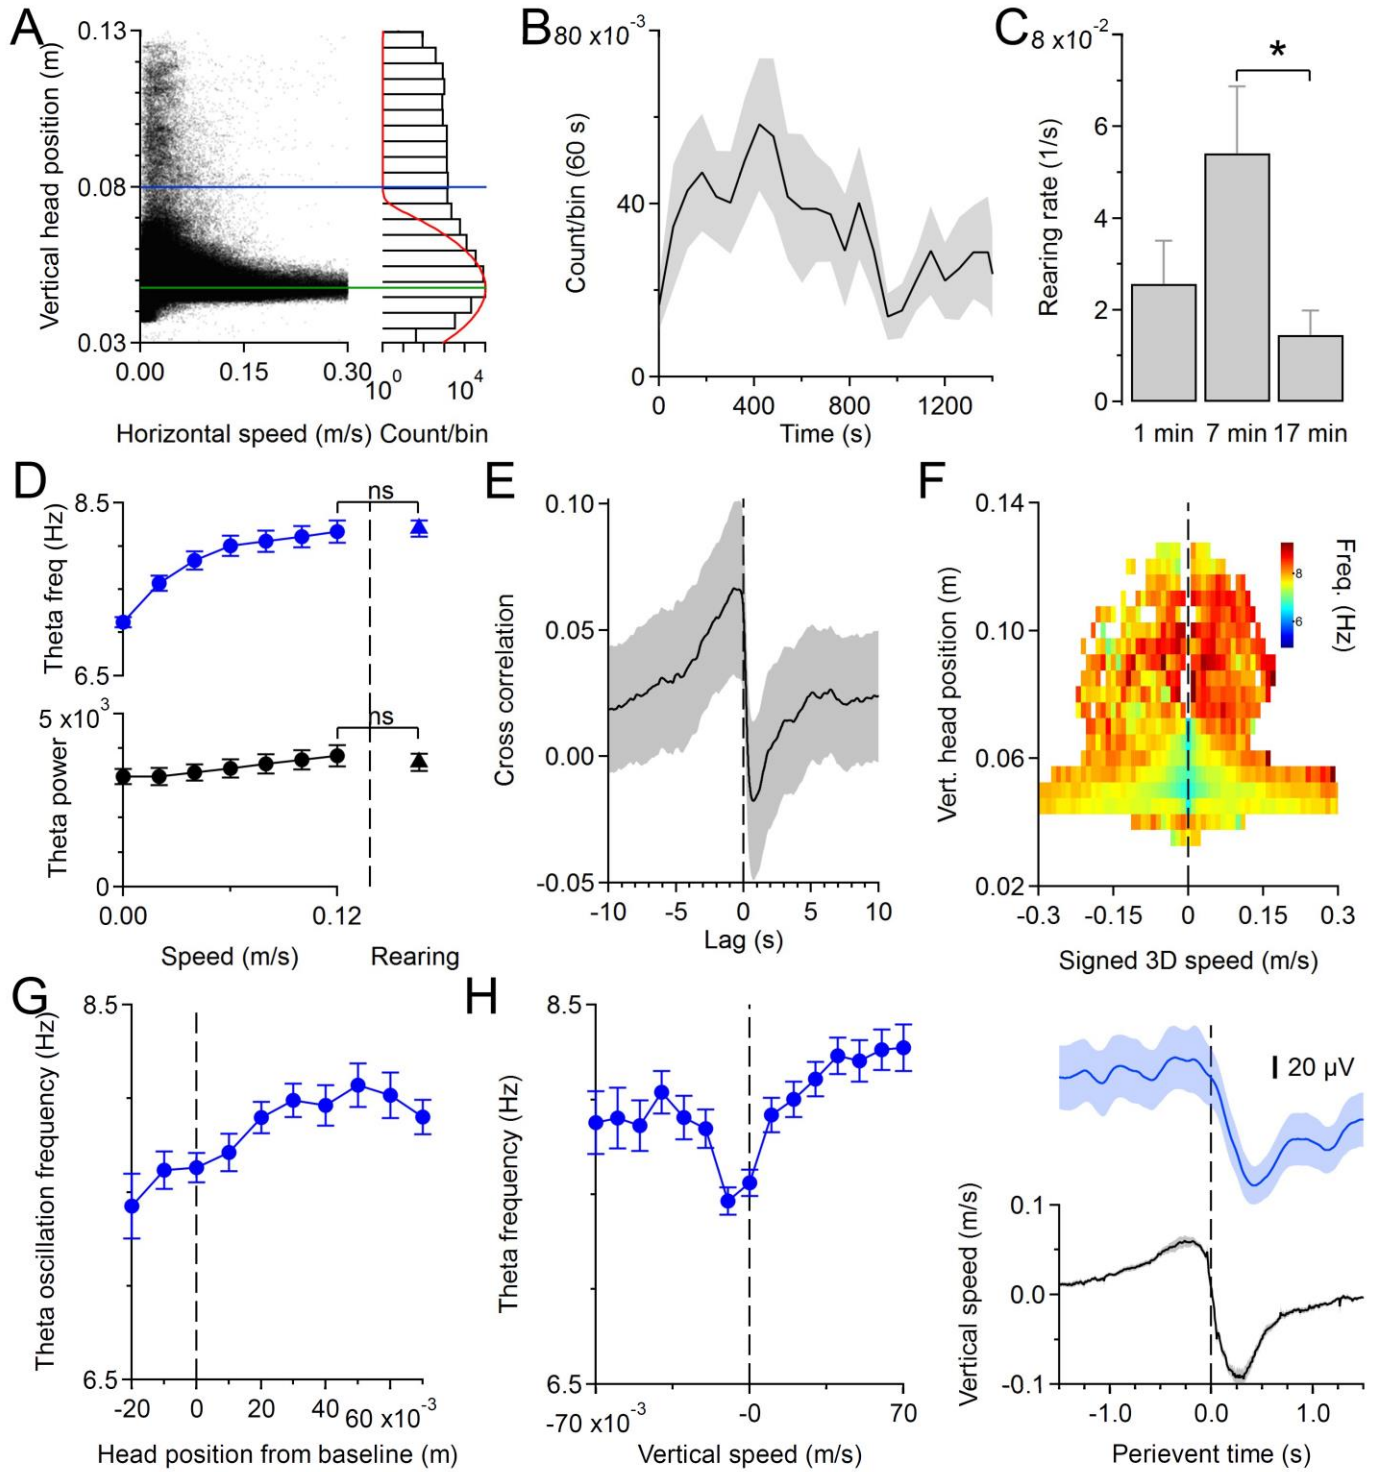 A
0.13
0.08
0.03
Vertical head position (m)
0.00
0.15
0.30
10⁰
10⁴
Horizontal speed (m/s)
Count/bin
B
80 x10⁻³
40
0
Count/bin (60 s)
0
400
800
1200
Time (s)
C
8 x10⁻²
6
4
2
0
Rearing rate (1/s)
*
1 min
7 min
17 min
D
8.5
6.5
Theta freq (Hz)
ns
5 x10³
0
Theta power
ns
0.00
0.12
Speed (m/s)
Rearing
E
0.10
0.05
0.00
-0.05
Cross correlation
-10
-5
0
5
10
Lag (s)
F
0.14
0.10
0.06
0.02
Vert. head position (m)
8
6
Freq. (Hz)
-0.3
-0.15
0
0.15
0.3
Signed 3D speed (m/s)
G
8.5
6.5
Theta oscillation frequency (Hz)
-20
0
20
40
60 x10⁻³
Head position from baseline (m)
H
8.5
6.5
Theta frequency (Hz)
-70 x10⁻³
-0
70
Vertical speed (m/s)
20 µV
0.1
0.0
-0.1
Vertical speed (m/s)
-1.0
0.0
1.0
Perievent time (s)